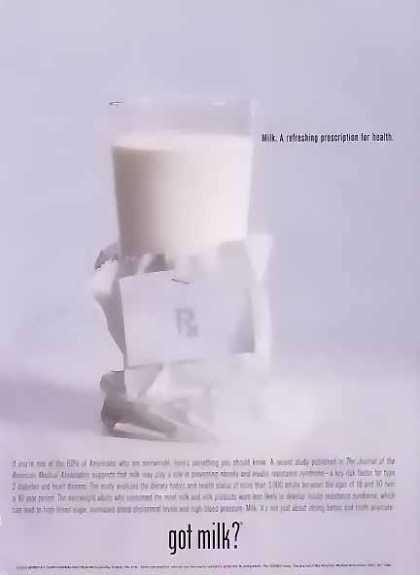 Milk. A refreshing prescription for health.
Rx
If you're one of the 60% of Americans who are overweight, here's something you should know. A recent study published in The Journal of the
American Medical Association suggests that milk may play a role in preventing obesity and insulin resistance syndrome—a key risk factor for type
2 diabetes and heart disease. The study analyzes the dietary habits and health status of more than 3,000 adults between the ages of 18 and 30 over
a 10 year period. The overweight adults who consumed the most milk and milk products were less likely to develop insulin resistance syndrome, which
can lead to high blood sugar, increased blood cholesterol levels and high blood pressure. Milk. It's not just about strong bones and tooth
got milk?